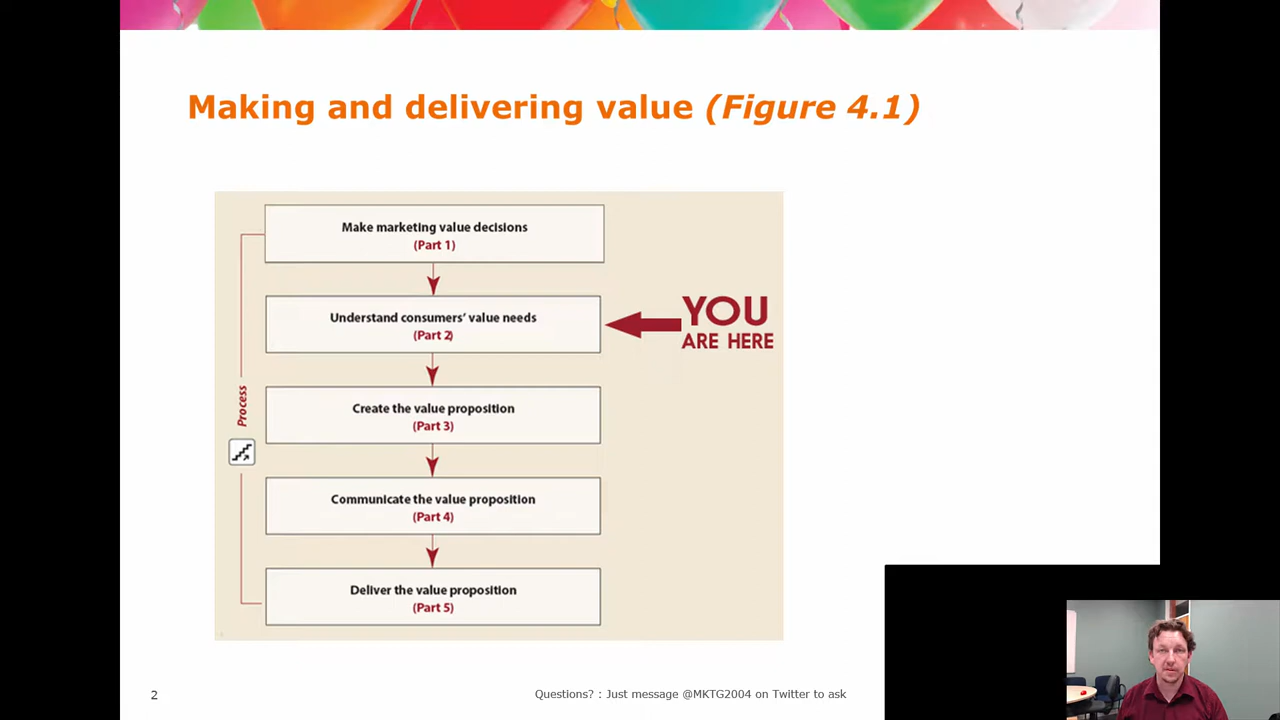 Making and delivering value (Figure 4.1)
Make marketing value decisions
(Part 1)
Understand consumers’ value needs
(Part 2)
YOU
ARE HERE
Create the value proposition
(Part 3)
Process
Communicate the value proposition
(Part 4)
Deliver the value proposition
(Part 5)
2
Questions? : Just message @MKTG2004 on Twitter to ask